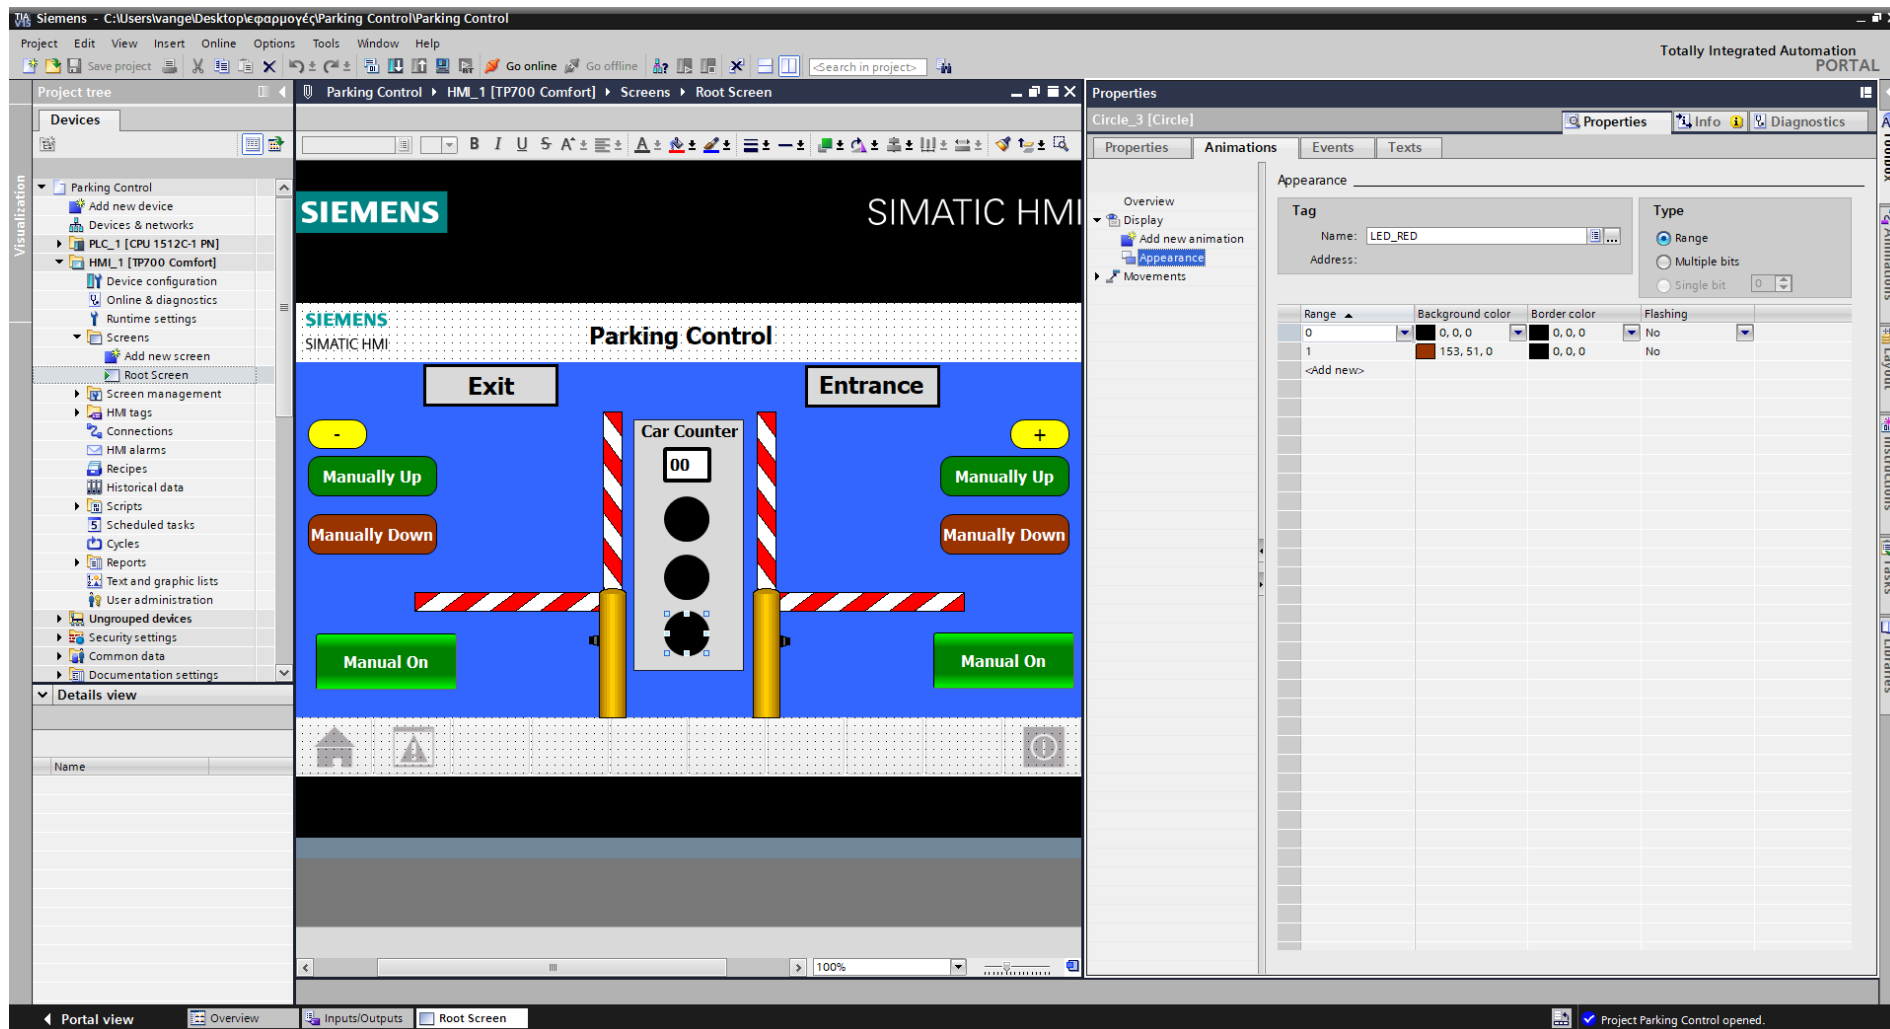 Siemens - C:\Users\vange\Desktop\εφαρμογές\Parking Control\Parking Control
Project Edit View Insert Online Options Tools Window Help
Totally Integrated Automation
PORTAL
Save project
Go online
Go offline
<Search in project>
Project tree
Parking Control HMI_1 [TP700 Comfort] Screens Root Screen
Properties
Devices
Circle_3 [Circle]
Properties
Info
Diagnostics
Properties
Animations
Events
Texts
Visualization
Parking Control
Add new device
Devices & networks
PLC_1 [CPU 1512C-1 PN]
HMI_1 [TP700 Comfort]
Device configuration
Online & diagnostics
Runtime settings
Screens
Add new screen
Root Screen
Screen management
HMI tags
Connections
HMI alarms
Recipes
Historical data
Scripts
Scheduled tasks
Cycles
Reports
Text and graphic lists
User administration
Ungrouped devices
Security settings
Common data
Documentation settings
Details view
Name
SIEMENS
SIMATIC HMI
SIEMENS
SIMATIC HMI
Parking Control
Exit
Entrance
-
Car Counter
+
00
Manually Up
Manually Up
Manually Down
Manually Down
Manual On
Manual On
100%
Overview
Display
Add new animation
Appearance
Movements
Appearance
Tag
Name: LED_RED
Address:
Type
Range
Multiple bits
Single bit 0
Range Background color Border color Flashing
0 0, 0, 0 0, 0, 0 No
1 153, 51, 0 0, 0, 0 No
<Add new>
Toolbox
Animations
Layout
Instructions
Tasks
Libraries
Portal view
Overview
Inputs/Outputs
Root Screen
Project Parking Control opened.